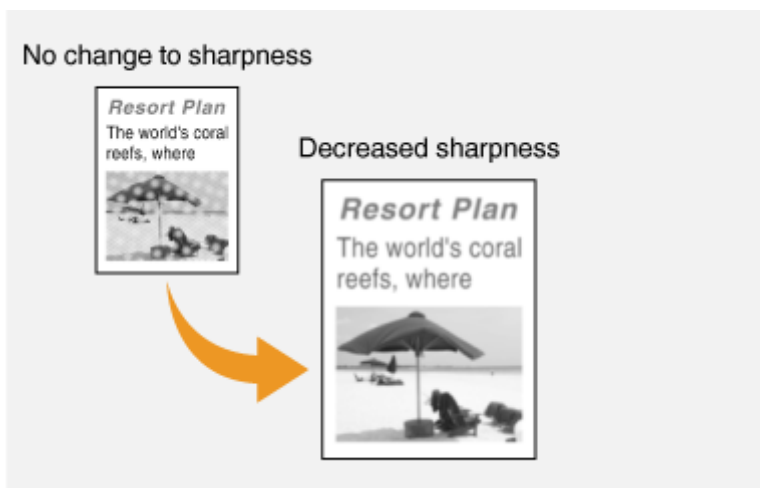 No change to sharpness
Resort Plan
The world's coral
reefs, where
Decreased sharpness
Resort Plan
The world's coral
reefs, where